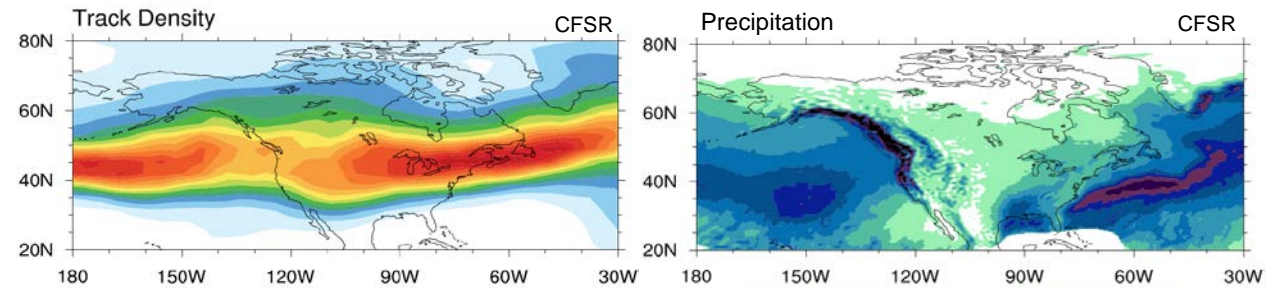 Track Density CFSR
80N
60N
40N
20N
180 150W 120W 90W 60W 30W
Precipitation CFSR
80N
60N
40N
20N
180 150W 120W 90W 60W 30W